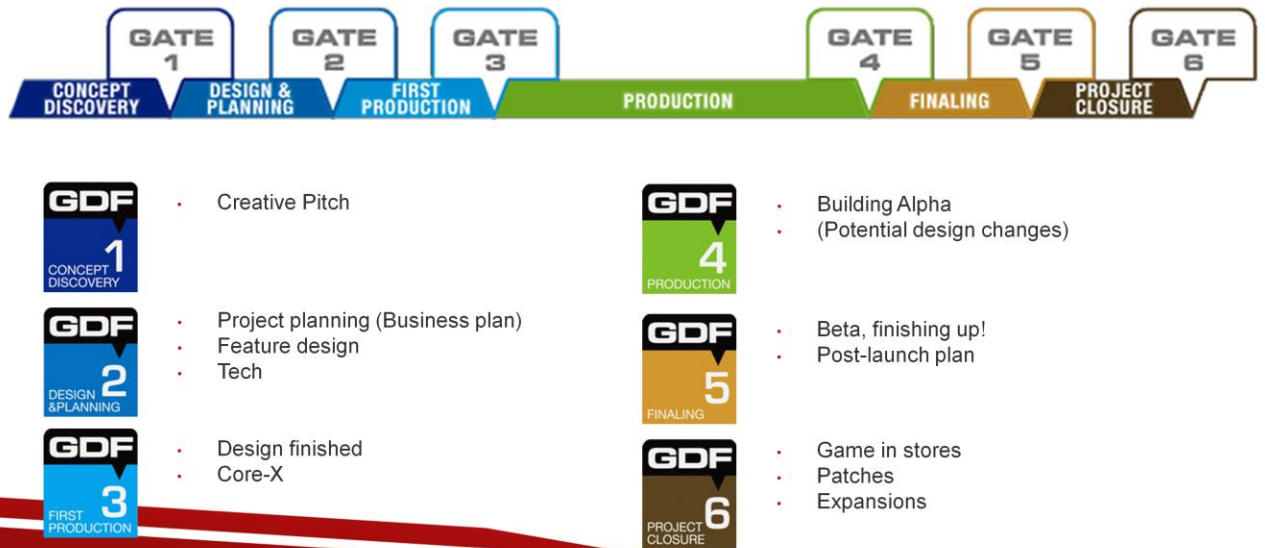 GATE
1
GATE
2
GATE
3
GATE
4
GATE
5
GATE
6
CONCEPT
DISCOVERY
DESIGN &
PLANNING
FIRST
PRODUCTION
PRODUCTION
FINALING
PROJECT
CLOSURE
GDF
1
CONCEPT
DISCOVERY
• Creative Pitch
GDF
2
DESIGN
&PLANNING
• Project planning (Business plan)
• Feature design
• Tech
GDF
3
FIRST
PRODUCTION
• Design finished
• Core-X
GDF
4
PRODUCTION
• Building Alpha
• (Potential design changes)
GDF
5
FINALING
• Beta, finishing up!
• Post-launch plan
GDF
6
PROJECT
CLOSURE
• Game in stores
• Patches
• Expansions